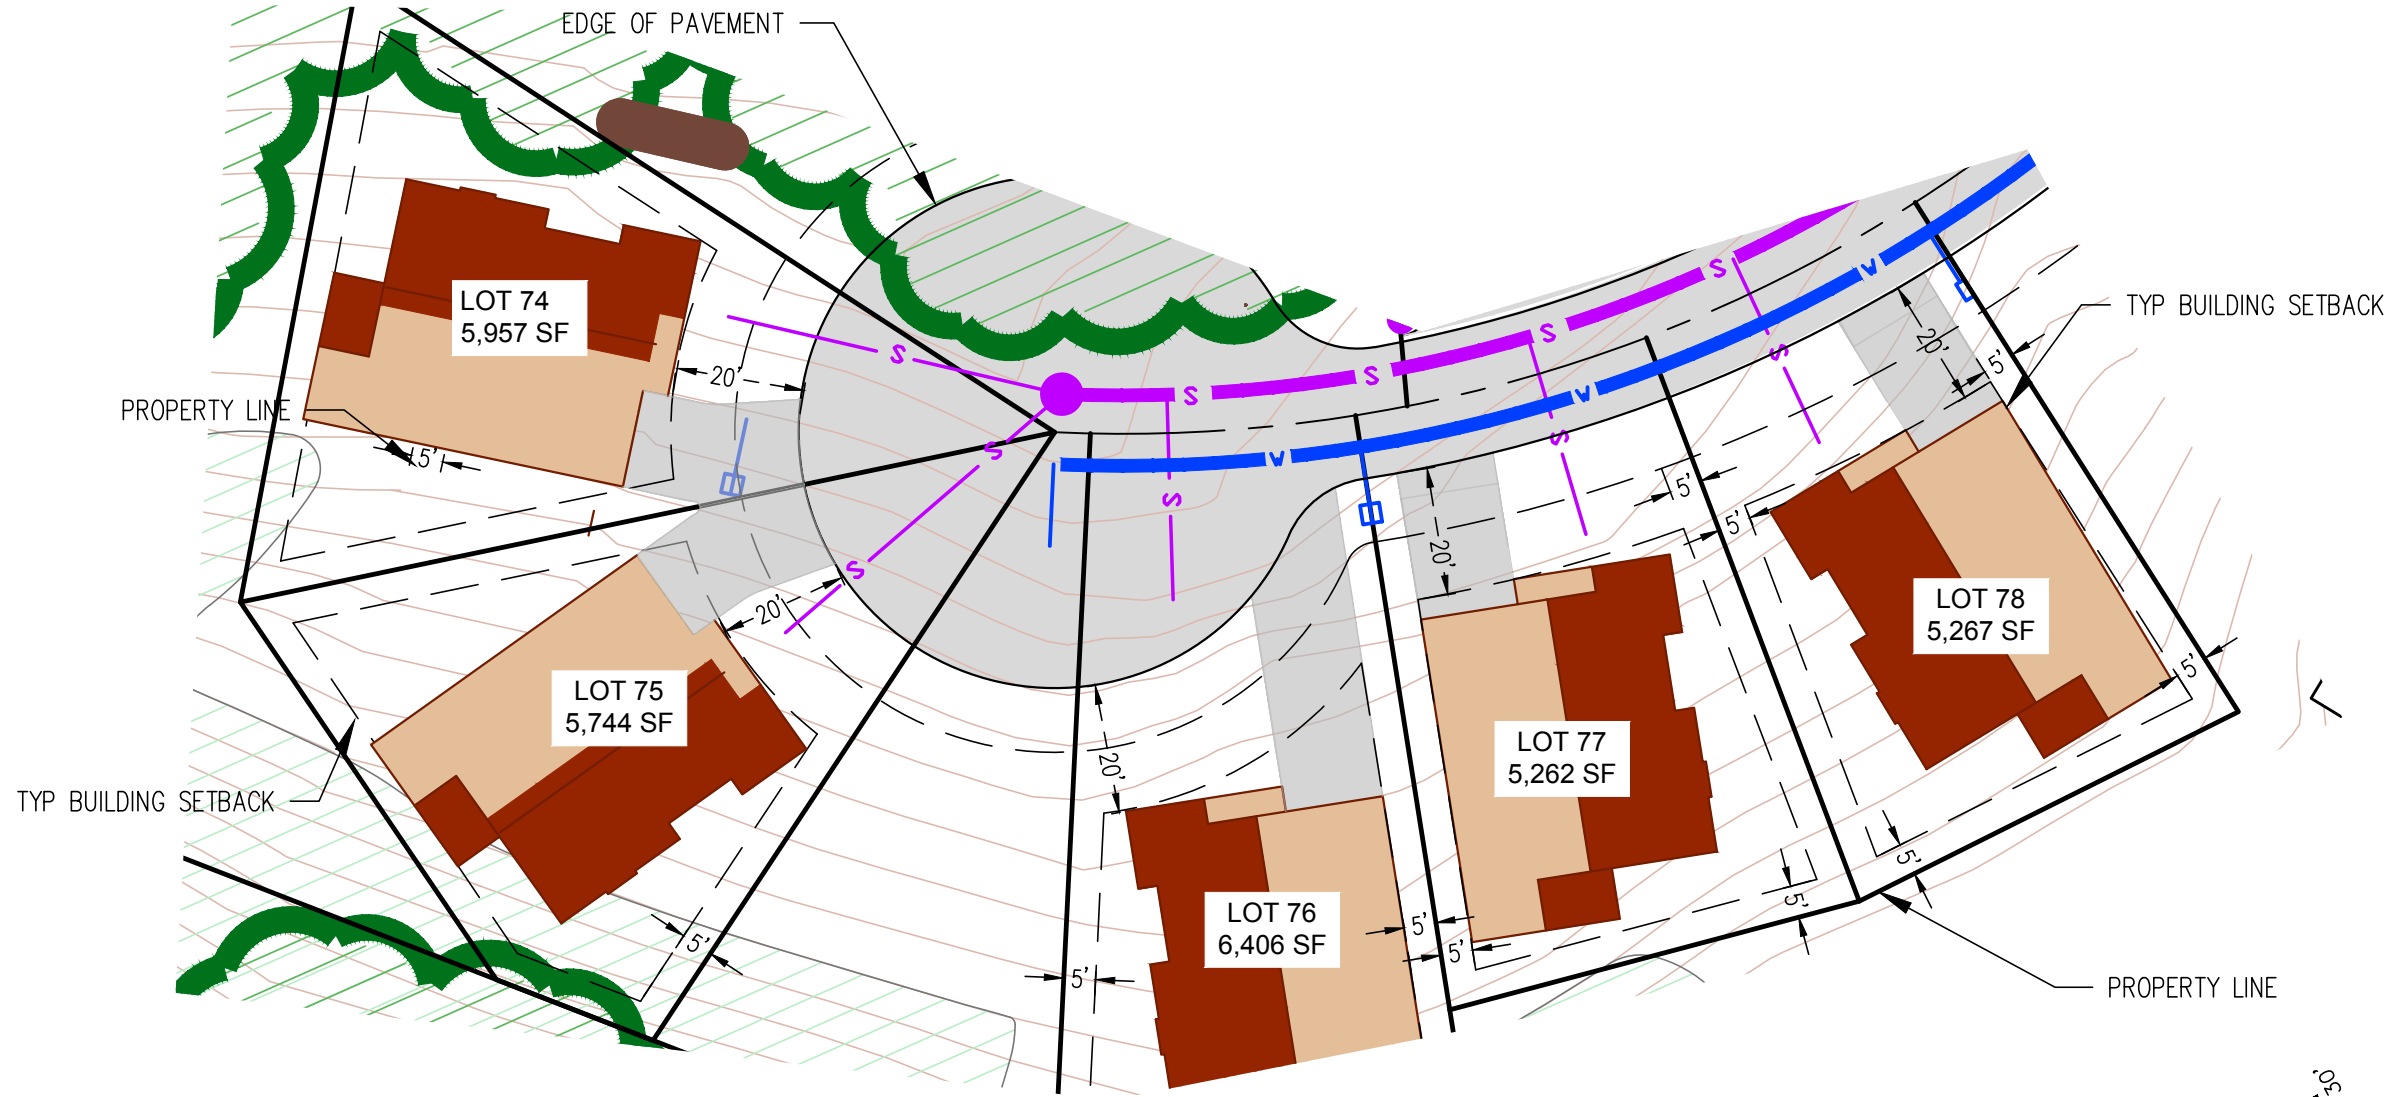 EDGE OF PAVEMENT
LOT 74
5,957 SF
TYP BUILDING SETBACK
PROPERTY LINE
20'
5'
S
S
S
S
S
S
S
S
S
S
W
W
W
20'
5'
5'
5'
20'
20'
LOT 75
5,744 SF
LOT 78
5,267 SF
5'
TYP BUILDING SETBACK
20'
LOT 77
5,262 SF
LOT 76
6,406 SF
5'
5'
5'
5'
5'
5'
PROPERTY LINE
30'